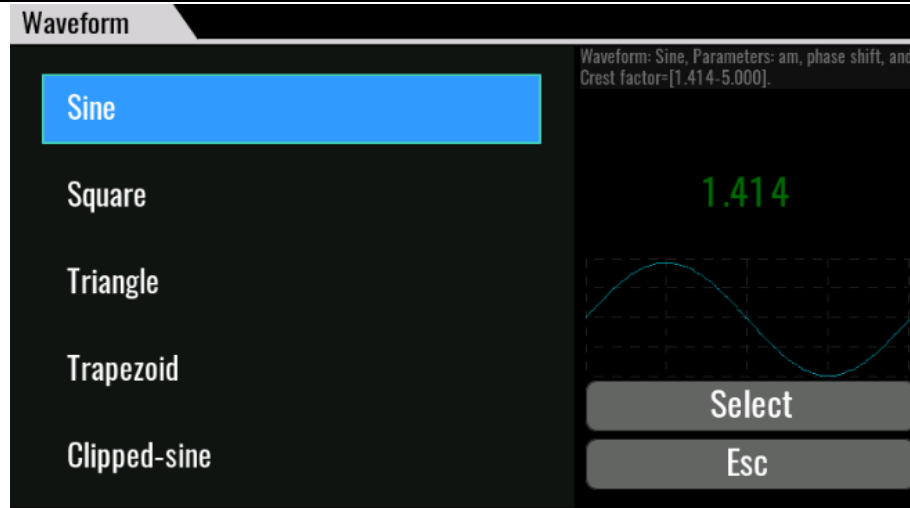 Waveform
Waveform: Sine, Parameters: am, phase shift, and
Crest factor=[1.414-5.000].
Sine
Square
1.414
Triangle
Trapezoid
Select
Clipped-sine
Esc